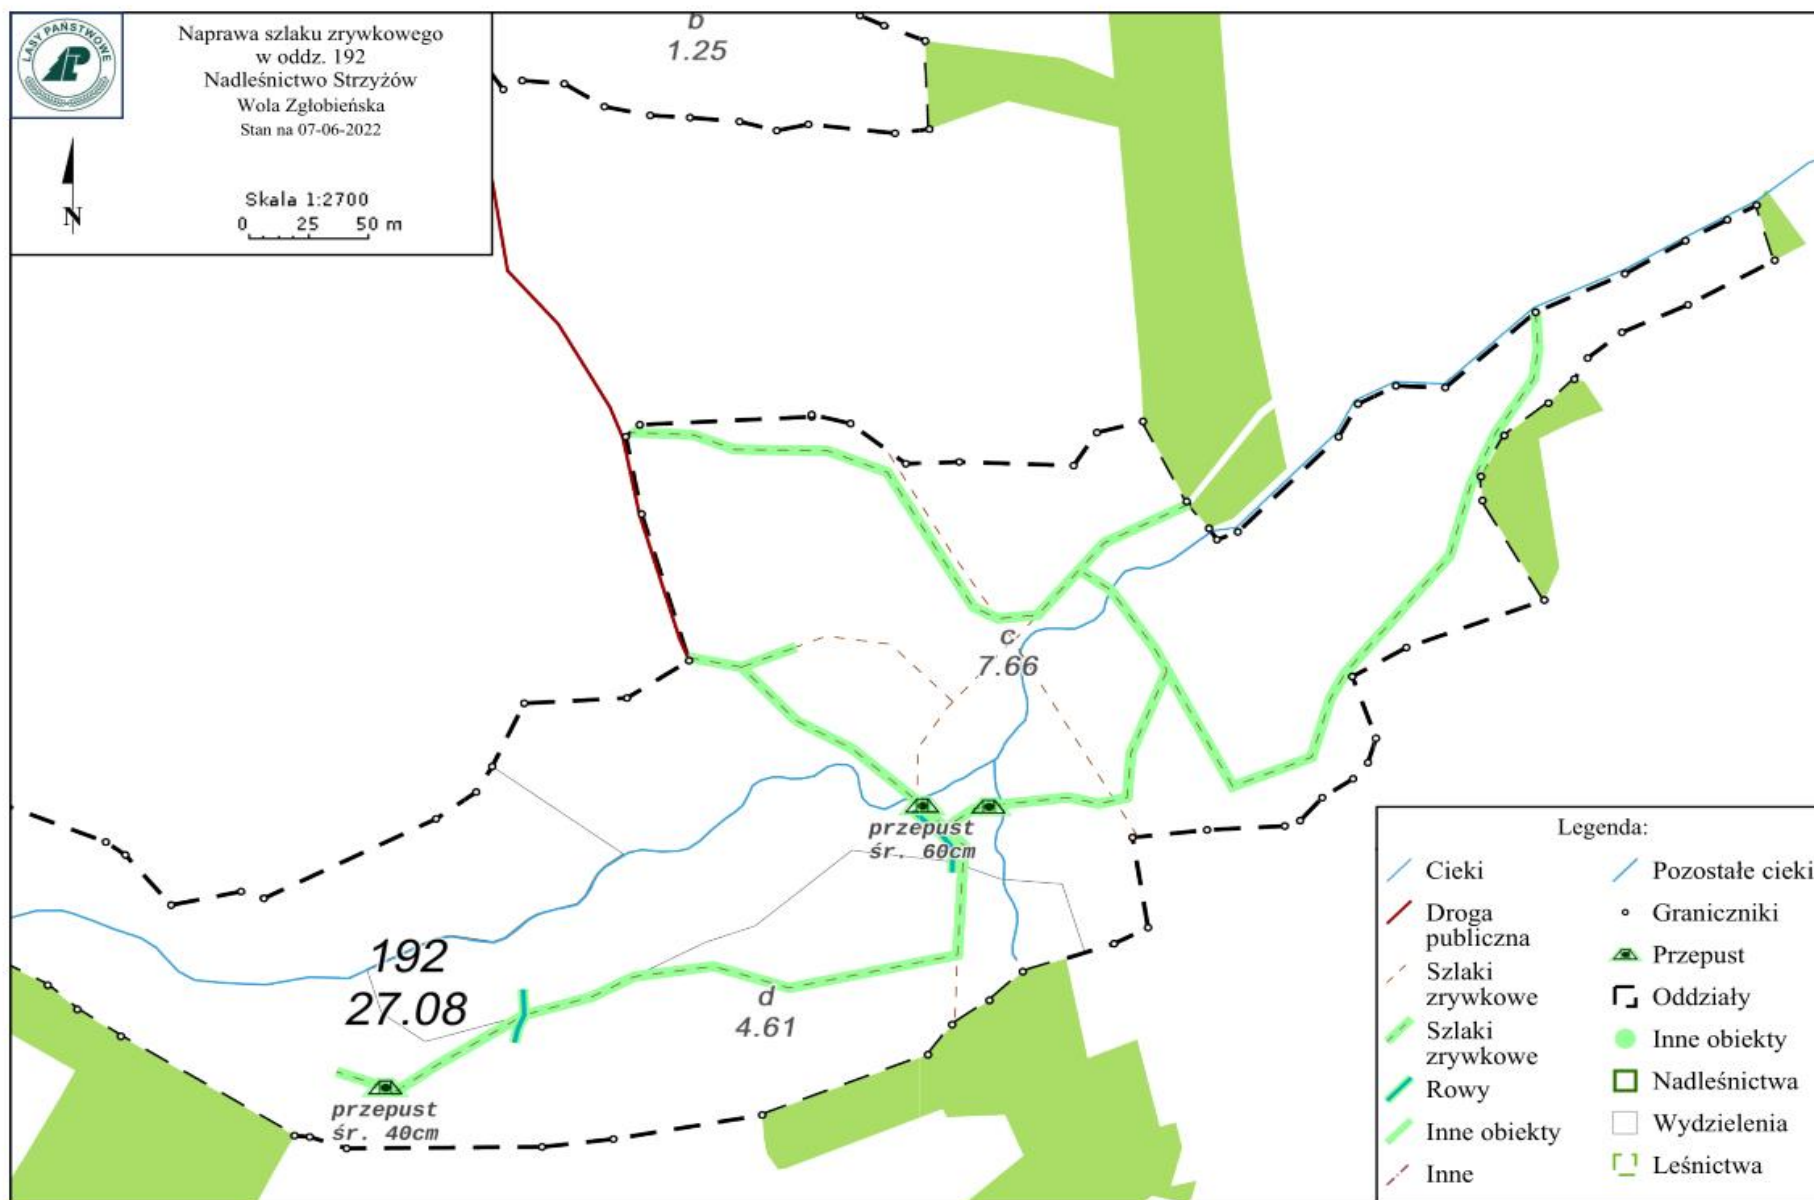 LASY PAŃSTWOWE
Naprawa szlaku zrywkowego
w oddz. 192
Nadleśnictwo Strzyżów
Wola Zgłobieńska
Stan na 07-06-2022
N
Skala 1:2700
0 25 50 m
b
1.25
c
7.66
przepust
śr. 60cm
192
27.08
d
4.61
przepust
śr. 40cm
Legenda:
Cieki
Droga
publiczna
Szlaki
zrywkowe
Szlaki
zrywkowe
Rowy
Inne obiekty
Inne
Pozostałe cieki
Graniczniki
Przepust
Oddziały
Inne obiekty
Nadleśnictwa
Wydzielenia
Leśnictwa